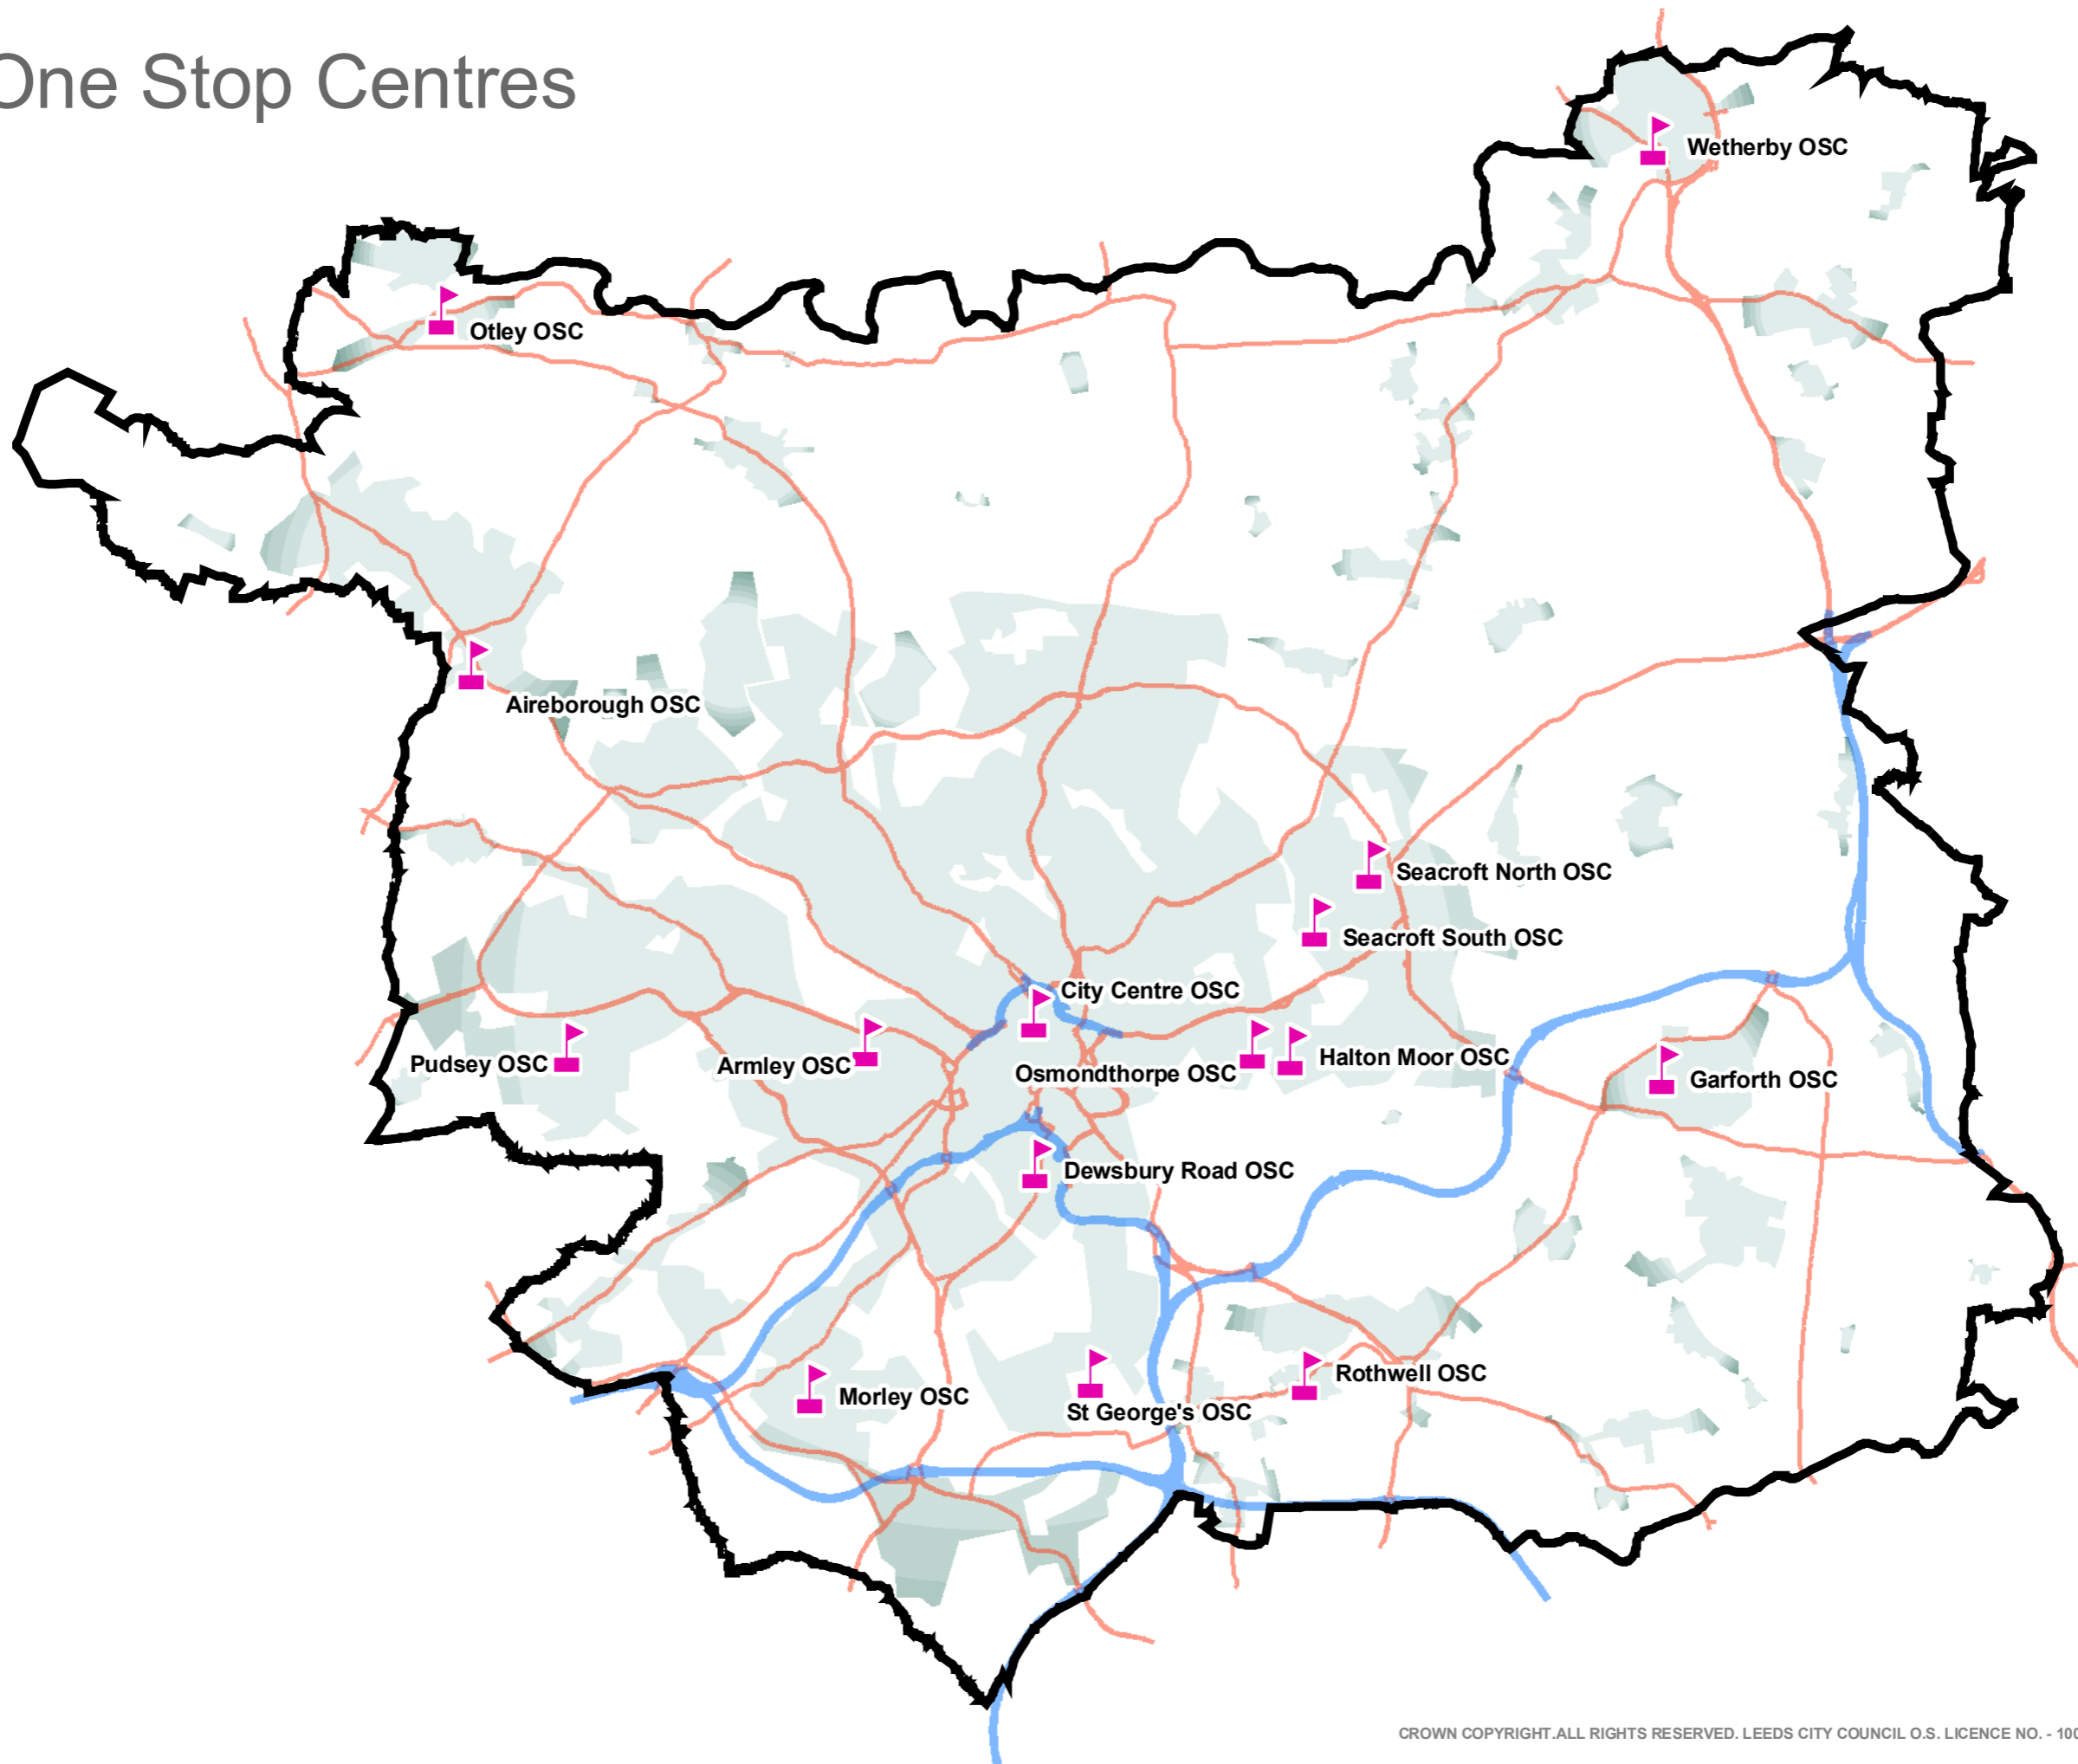 One Stop Centres
Wetherby OSC
Otley OSC
Aireborough OSC
Seacroft North OSC
Seacroft South OSC
City Centre OSC
Pudsey OSC
Armley OSC
Osmondthorpe OSC
Halton Moor OSC
Garforth OSC
Dewsbury Road OSC
Morley OSC
St George's OSC
Rothwell OSC
CROWN COPYRIGHT.ALL RIGHTS RESERVED. LEEDS CITY COUNCIL O.S. LICENCE NO. - 100